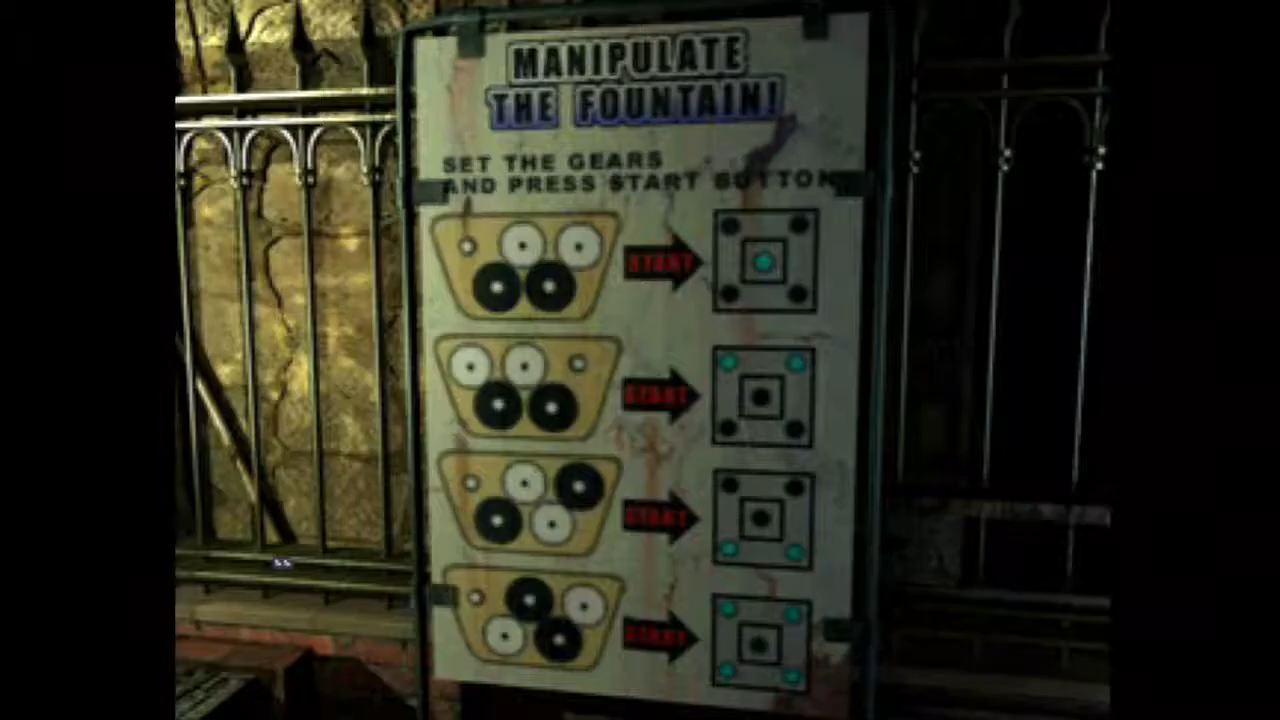 MANIPULATE
THE FOUNTAIN!
SET THE GEARS
AND PRESS START BUTTON
START
START
START
START